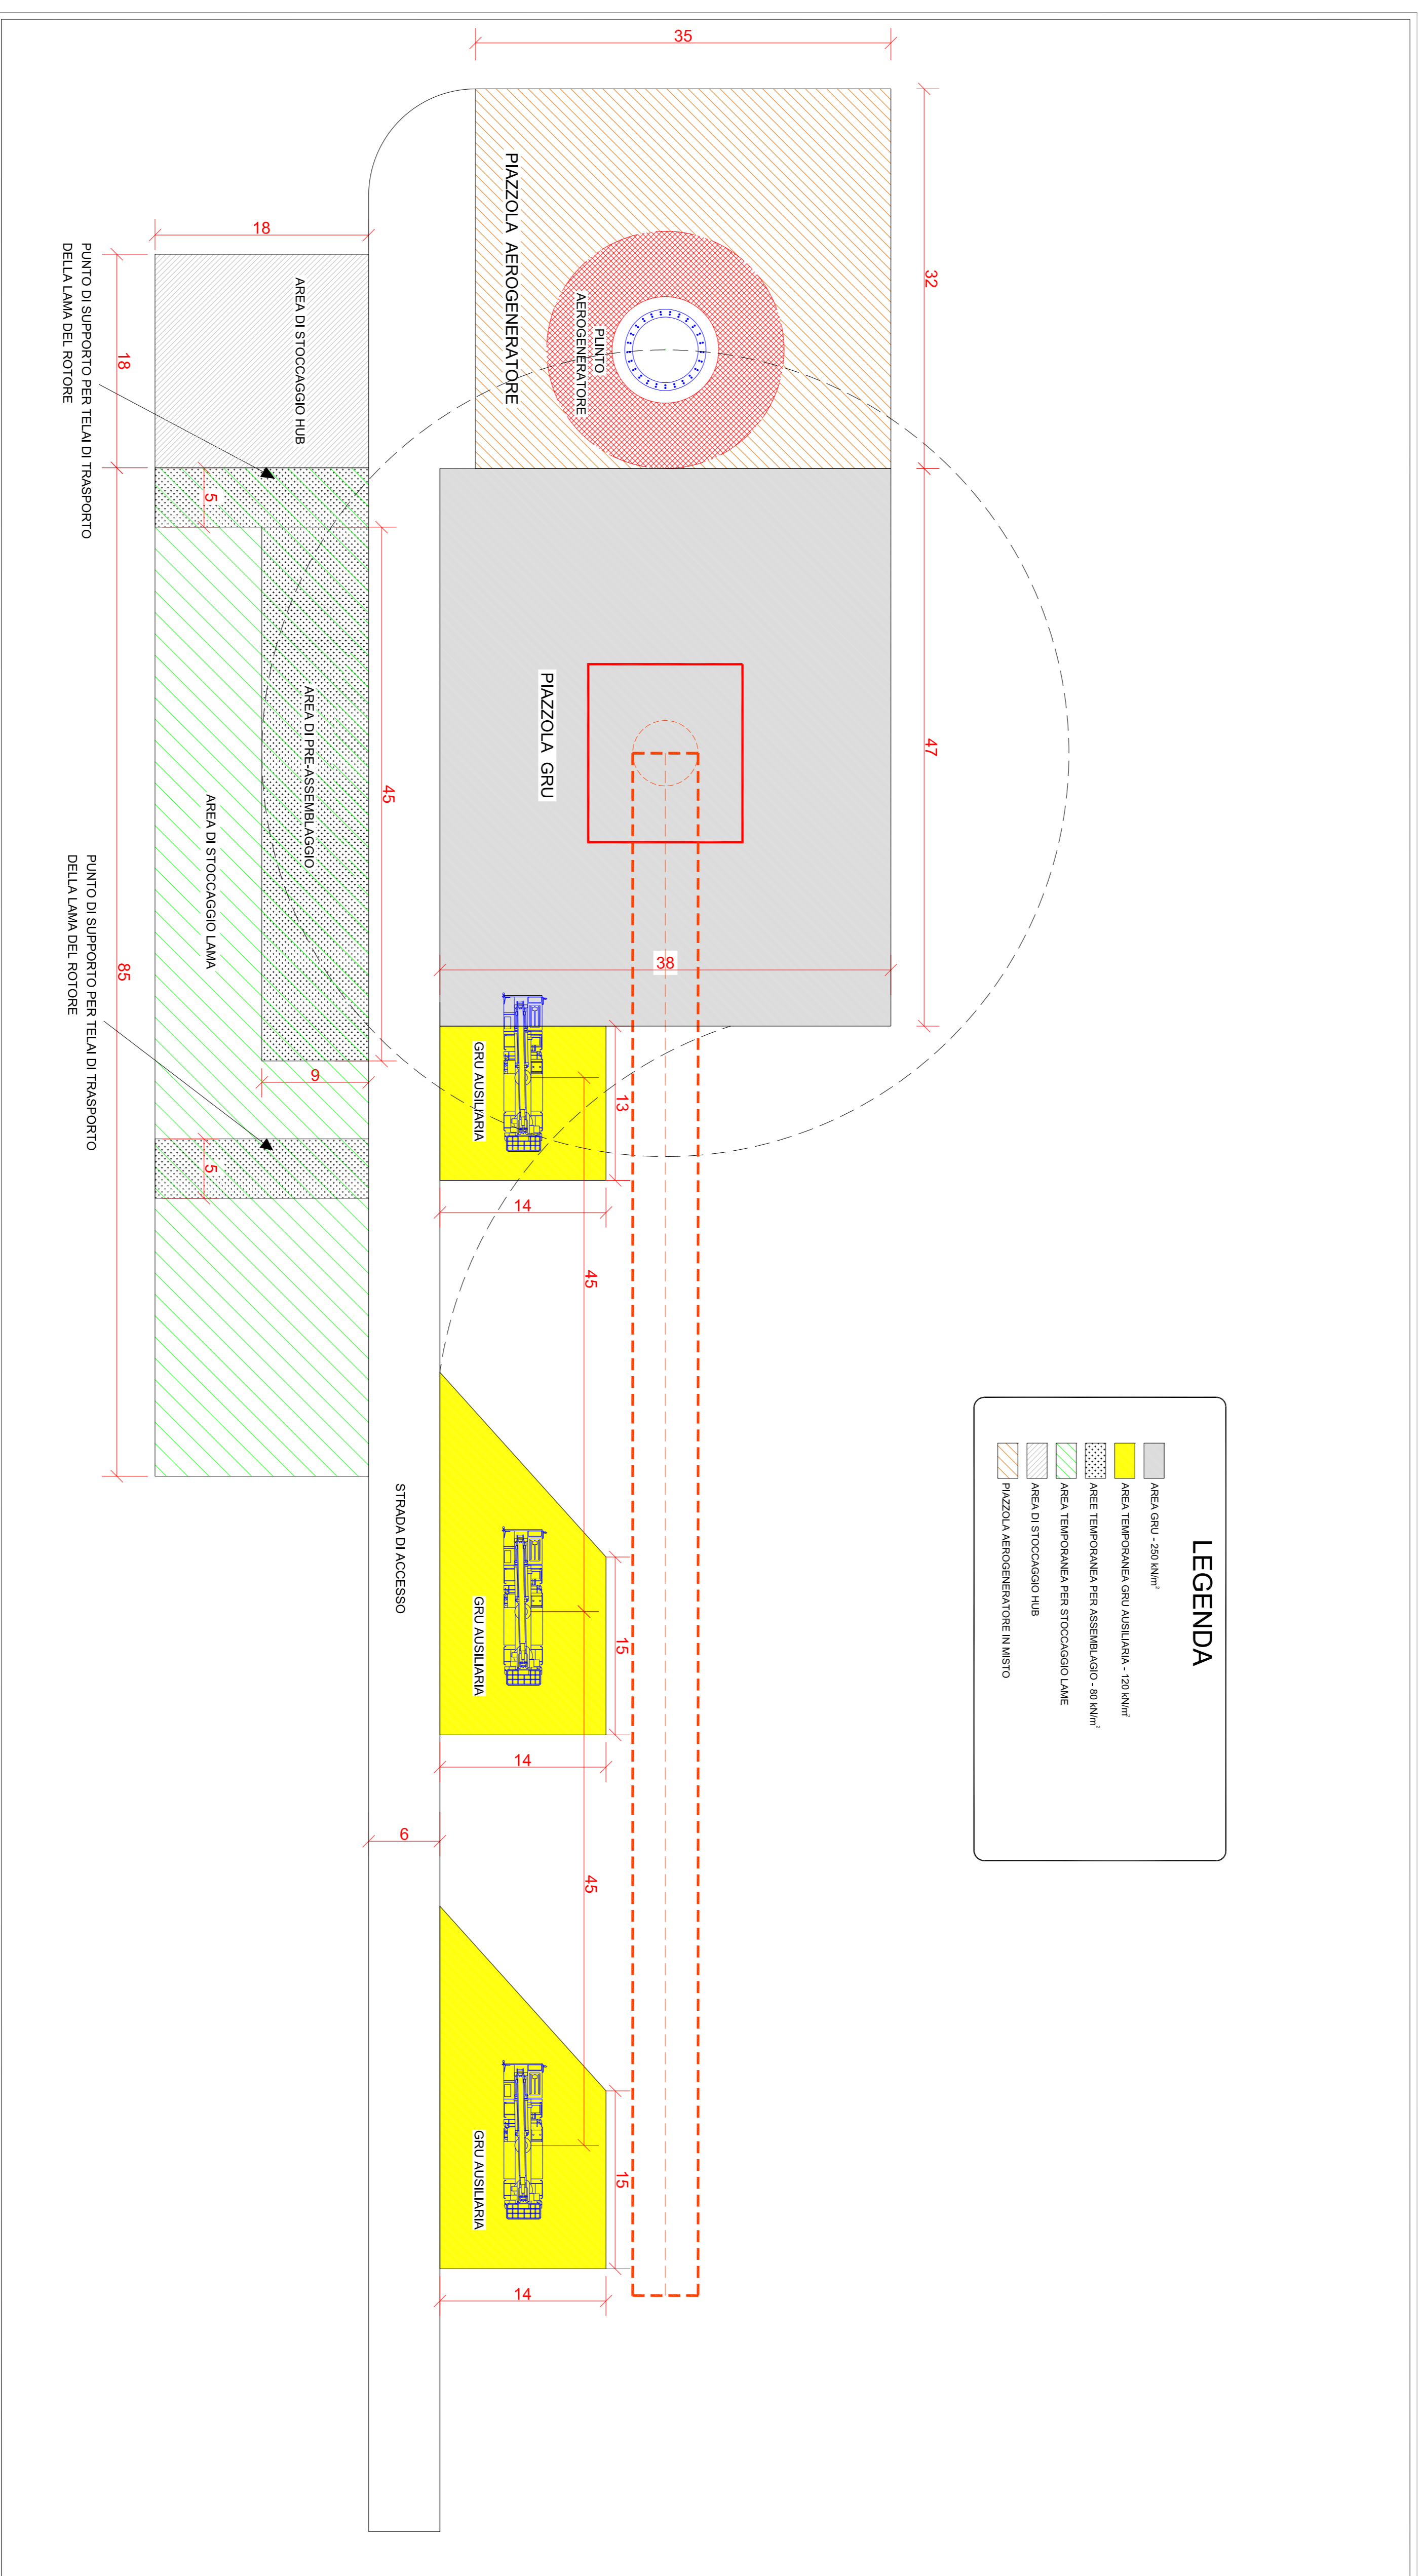 LEGENDA
AREA GRU - 250 kN/m²
AREA TEMPORANEA GRU AUSILIARIA - 120 kN/m²
AREE TEMPORANEA PER ASSEMBLAGIO - 80 kN/m²
AREA TEMPORANEA PER STOCCAGGIO LAME
AREA DI STOCCAGGIO HUB
PIAZZOLA AEROGENERATORE IN MISTO
35
32
47
PIAZZOLA AEROGENERATORE
PLINTO
AEROGENERATORE
PIAZZOLA GRU
38
13
GRU AUSILIARIA
14
45
15
GRU AUSILIARIA
14
45
15
GRU AUSILIARIA
14
6
STRADA DI ACCESSO
18
AREA DI STOCCAGGIO HUB
18
5
45
AREA DI PRE-ASSEMBLAGGIO
9
AREA DI STOCCAGGIO LAMA
5
85
PUNTO DI SUPPORTO PER TELAI DI TRASPORTO
DELLA LAMA DEL ROTORE
PUNTO DI SUPPORTO PER TELAI DI TRASPORTO
DELLA LAMA DEL ROTORE